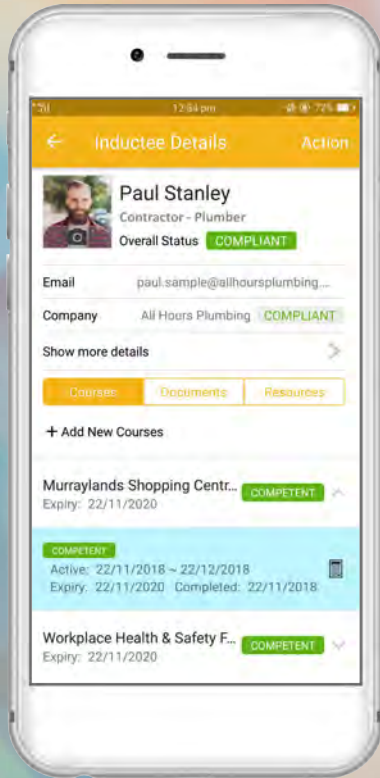 12:54 pm
72%
Inductee Details
Action
Paul Stanley
Contractor - Plumber
Overall Status COMPLIANT
Email paul.sample@allhoursplumbing....
Company All Hours Plumbing COMPLIANT
Show more details
Courses Documents Resources
+ Add New Courses
Murraylands Shopping Centr... COMPETENT
Expiry: 22/11/2020
COMPETENT
Active: 22/11/2018 ~ 22/12/2018
Expiry: 22/11/2020 Completed: 22/11/2018
Workplace Health & Safety F... COMPETENT
Expiry: 22/11/2020